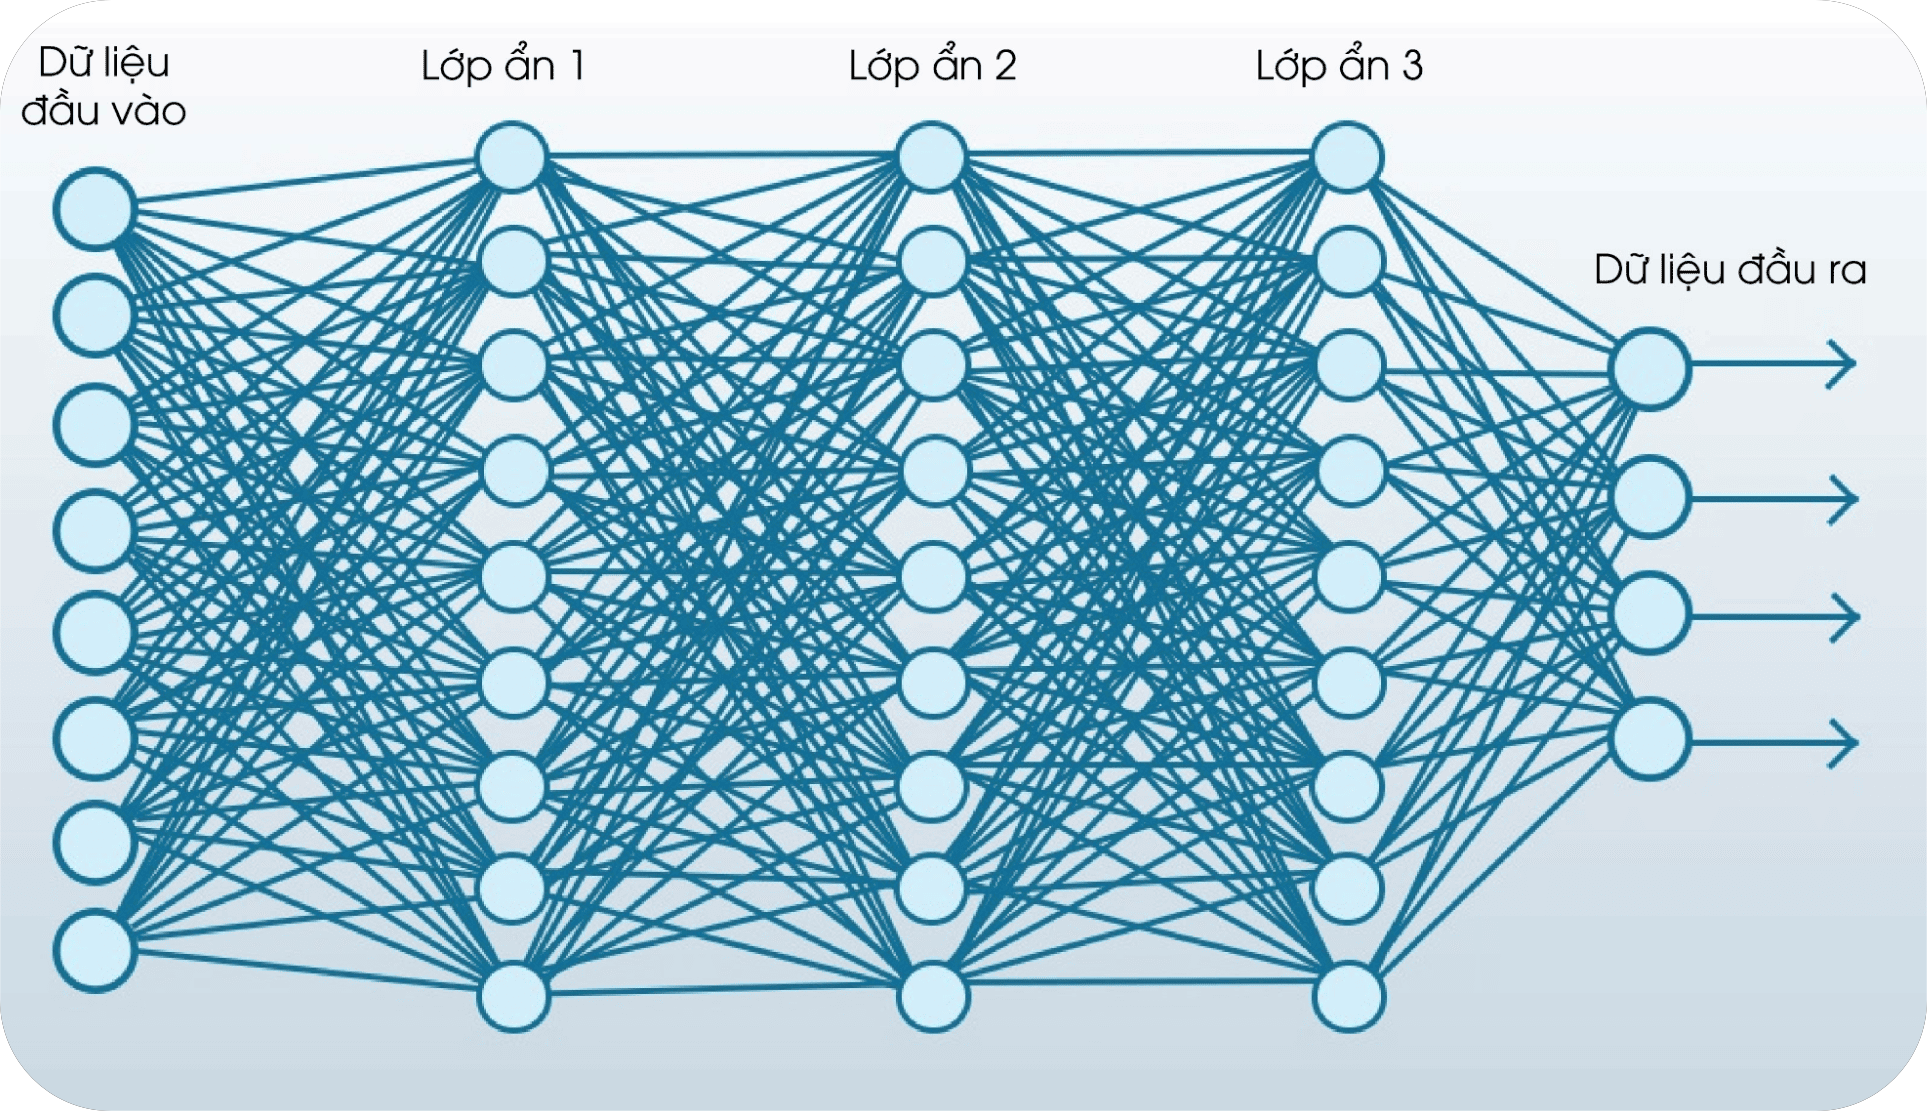 Dữ liệu
đầu vào
Lớp ẩn 1
Lớp ẩn 2
Lớp ẩn 3
Dữ liệu đầu ra